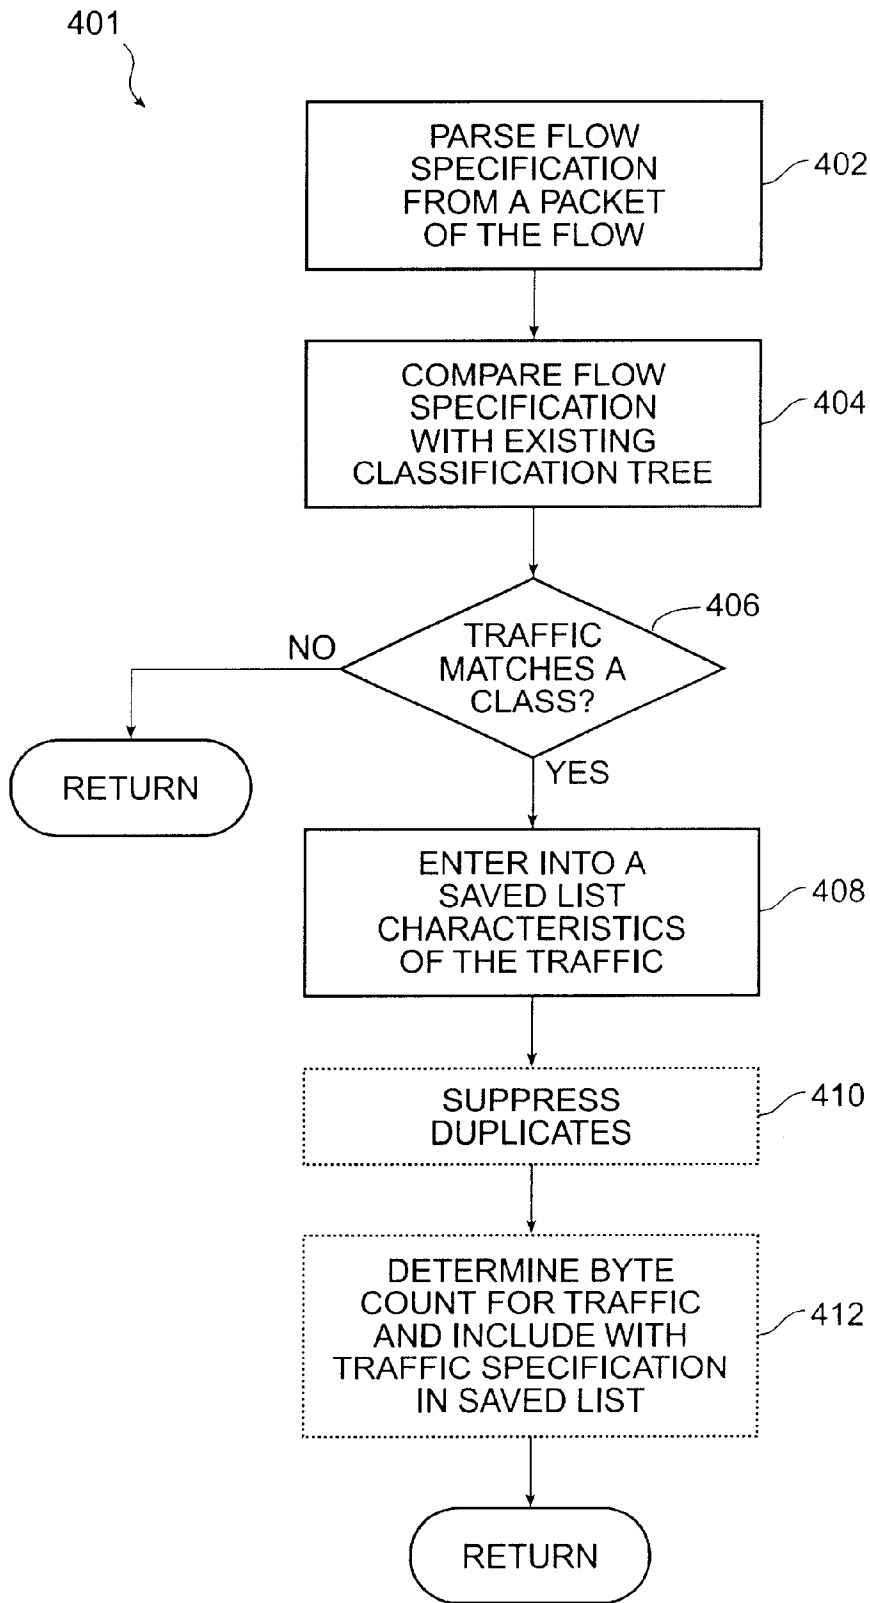 401
PARSE FLOW
SPECIFICATION
FROM A PACKET
OF THE FLOW
402
COMPARE FLOW
SPECIFICATION
WITH EXISTING
CLASSIFICATION TREE
404
TRAFFIC
MATCHES A
CLASS?
406
NO
RETURN
YES
ENTER INTO A
SAVED LIST
CHARACTERISTICS
OF THE TRAFFIC
408
SUPPRESS
DUPLICATES
410
DETERMINE BYTE
COUNT FOR TRAFFIC
AND INCLUDE WITH
TRAFFIC SPECIFICATION
IN SAVED LIST
412
RETURN